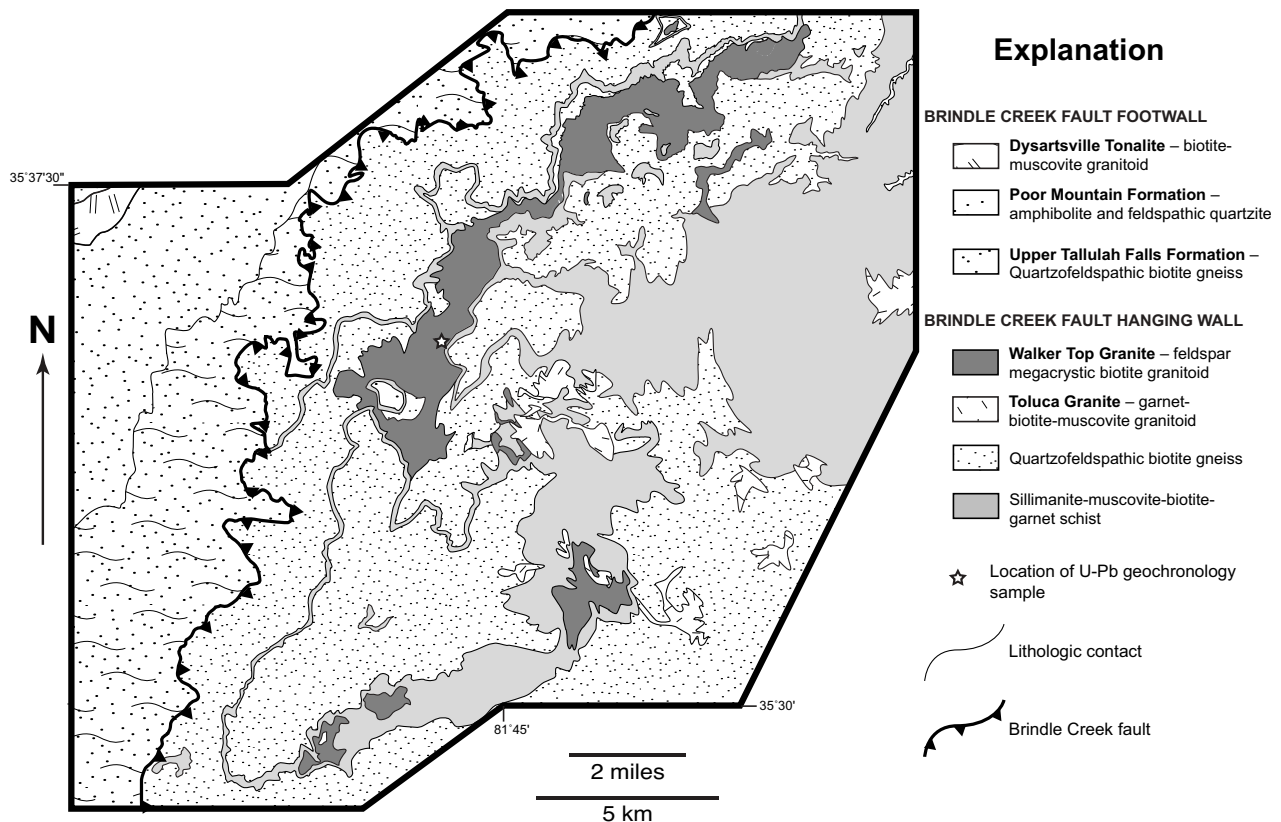 Explanation
BRINDLE CREEK FAULT FOOTWALL
Dysartsville Tonalite – biotite-
muscovite granitoid
Poor Mountain Formation –
amphibolite and feldspathic quartzite
Upper Tallulah Falls Formation –
Quartzofeldspathic biotite gneiss
BRINDLE CREEK FAULT HANGING WALL
Walker Top Granite – feldspar
megacrystic biotite granitoid
Toluca Granite – garnet-
biotite-muscovite granitoid
Quartzofeldspathic biotite gneiss
Sillimanite-muscovite-biotite-
garnet schist
Location of U-Pb geochronology
sample
Lithologic contact
Brindle Creek fault
35˚37'30"
N
35˚30'
81˚45'
2 miles
5 km